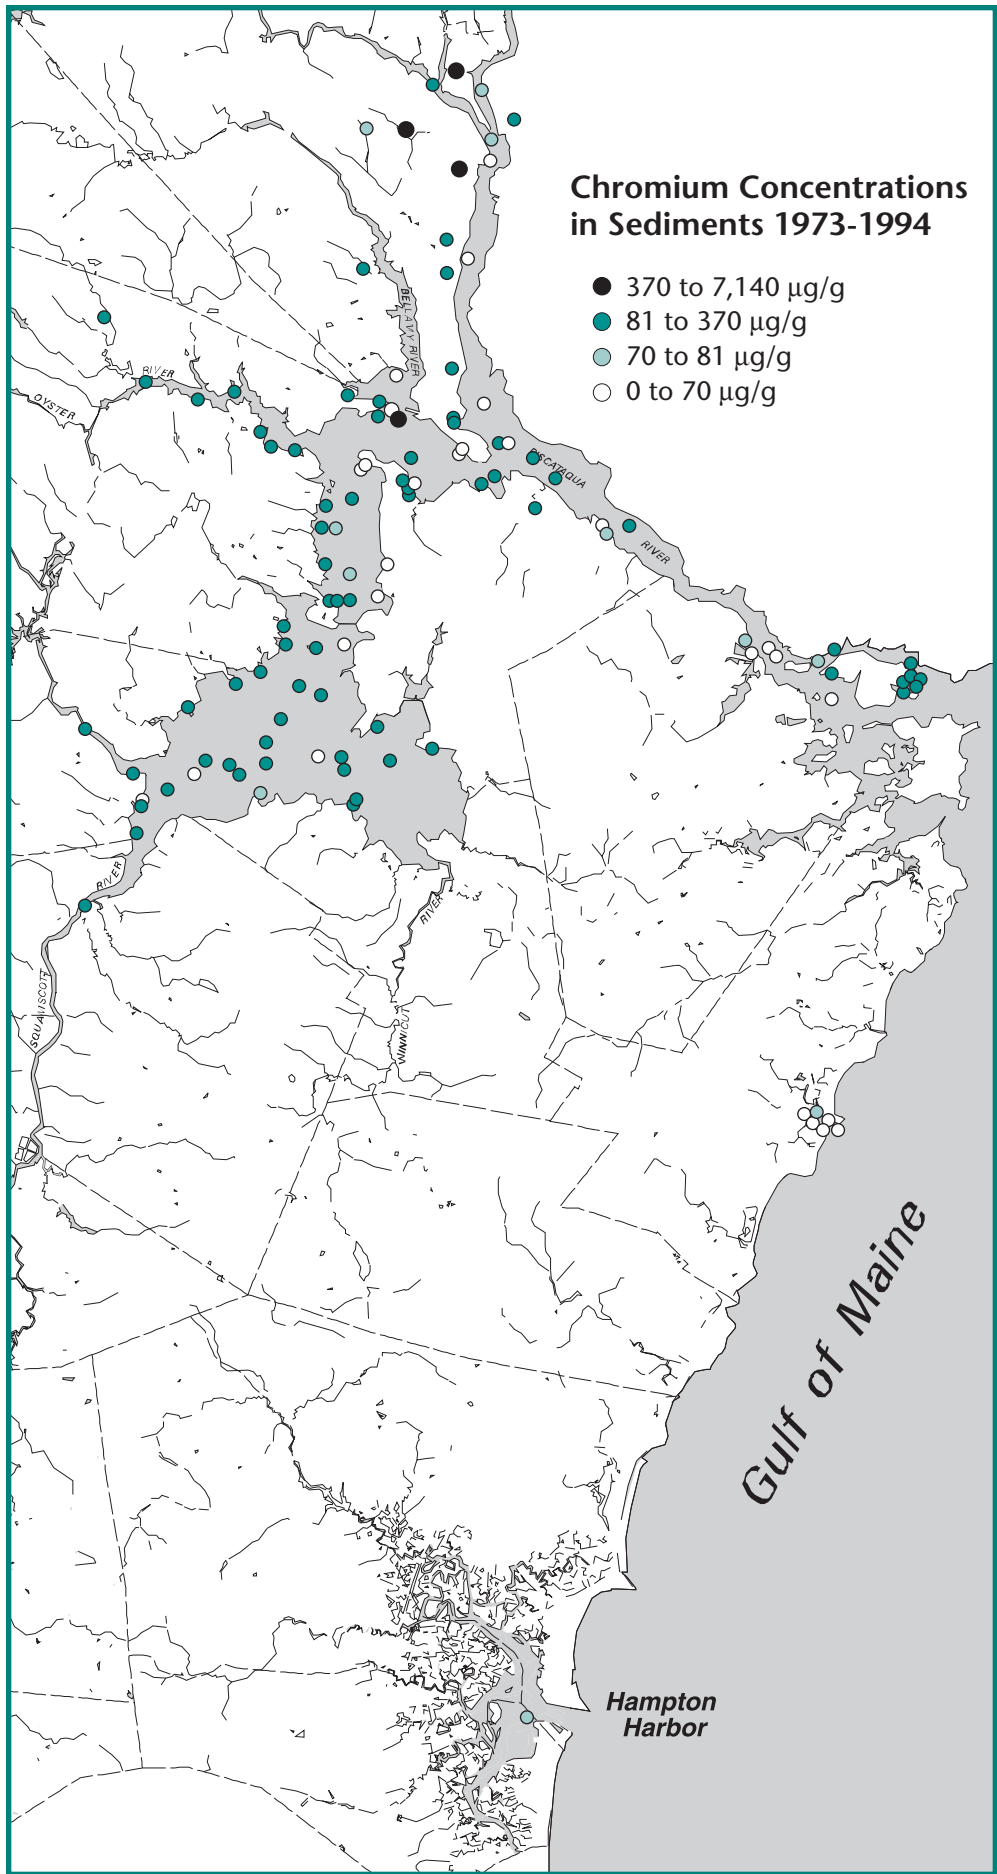 Chromium Concentrations
in Sediments 1973-1994
370 to 7,140 µg/g
81 to 370 µg/g
70 to 81 µg/g
0 to 70 µg/g
BELLAMY RIVER
RIVER
OYSTER
PISCATAQUA
RIVER
RIVER
SQUAMSCOTT
RIVER
WINNICUT
Gulf of Maine
Hampton
Harbor